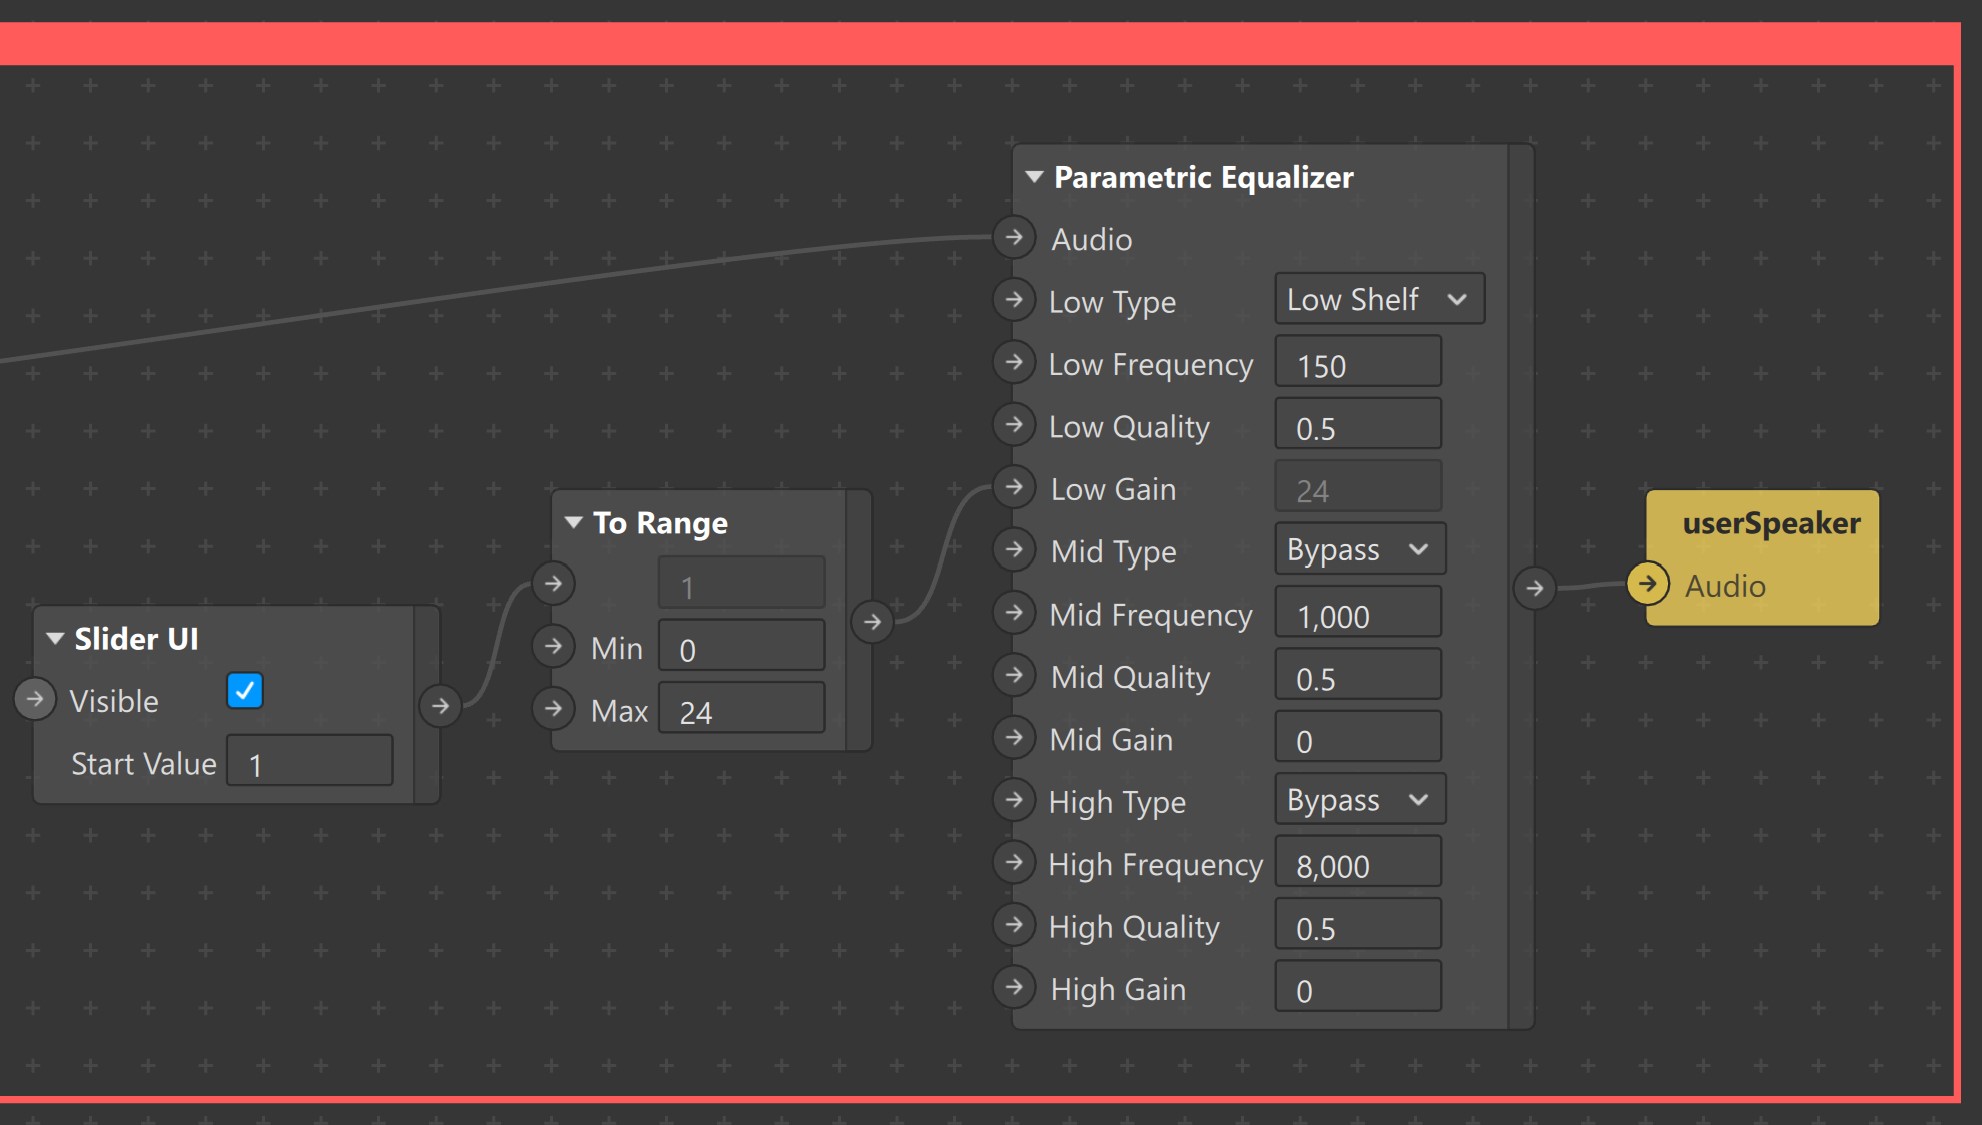 Slider UI
Visible
Start Value 1
To Range
1
Min 0
Max 24
Parametric Equalizer
Audio
Low Type Low Shelf
Low Frequency 150
Low Quality 0.5
Low Gain 24
Mid Type Bypass
Mid Frequency 1,000
Mid Quality 0.5
Mid Gain 0
High Type Bypass
High Frequency 8,000
High Quality 0.5
High Gain 0
userSpeaker
Audio